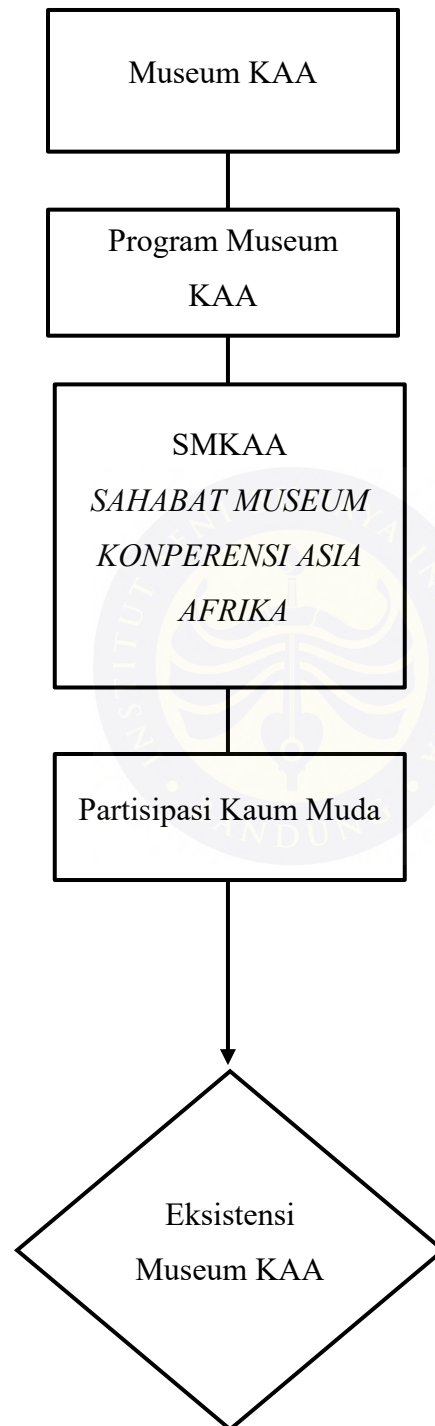 Museum KAA
Program Museum
KAA
SMKAA
SAHABAT MUSEUM
KONPERENSI ASIA
AFRIKA
Partisipasi Kaum Muda
Eksistensi
Museum KAA